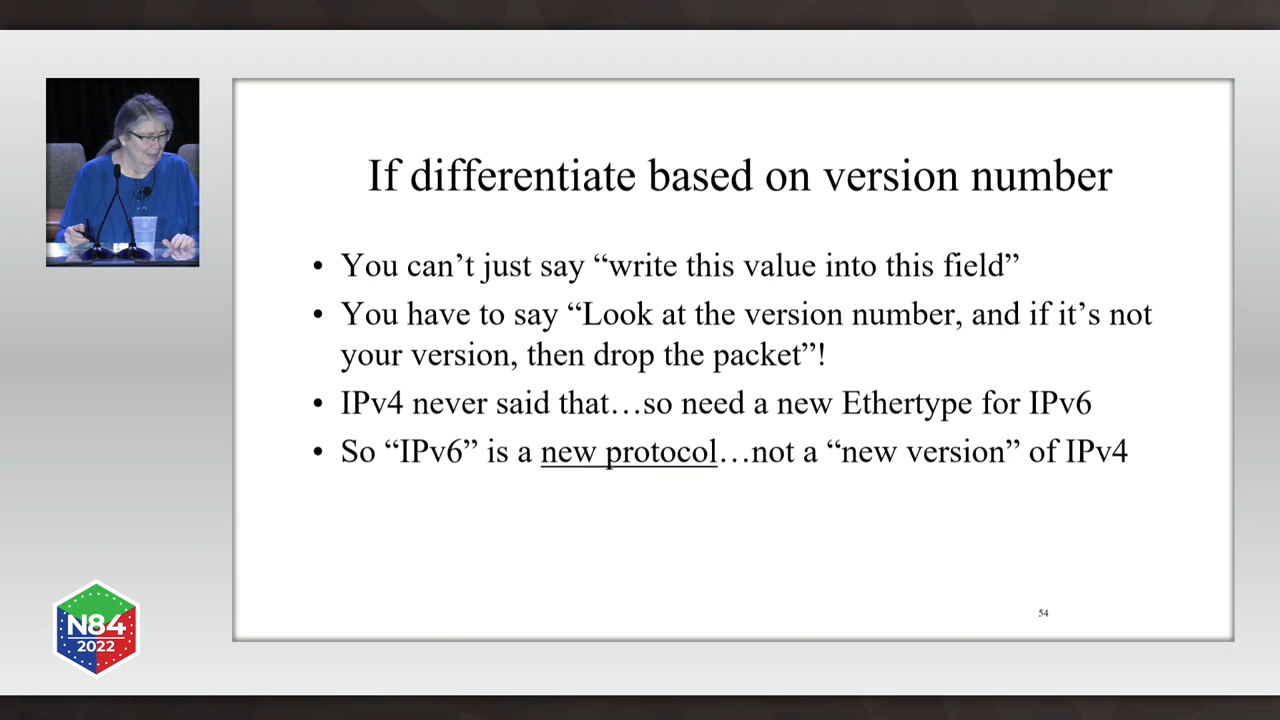 If differentiate based on version number
• You can’t just say “write this value into this field”
• You have to say “Look at the version number, and if it’s not
your version, then drop the packet”!
• IPv4 never said that…so need a new Ethertype for IPv6
• So “IPv6” is a new protocol…not a “new version” of IPv4
54
N84
2022